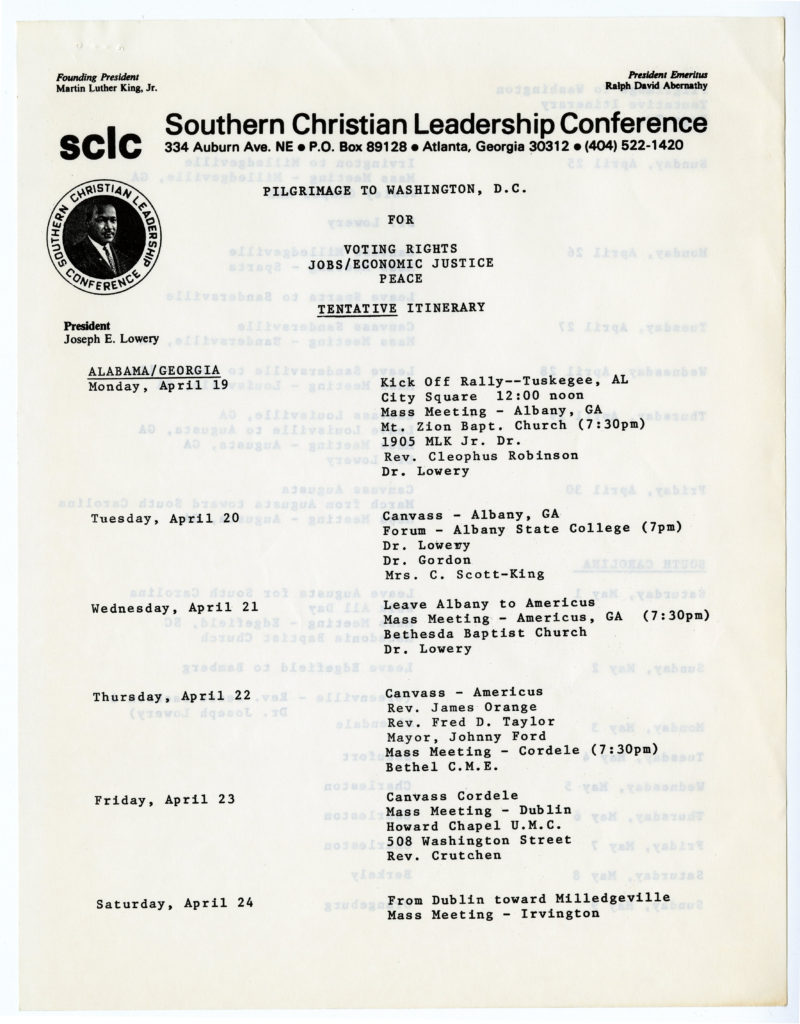 Founding President
Martin Luther King, Jr.
President Emeritus
Ralph David Abernathy
sclc
Southern Christian Leadership Conference
334 Auburn Ave. NE ● P.O. Box 89128 ● Atlanta, Georgia 30312 ● (404) 522-1420
SOUTHERN CHRISTIAN LEADERSHIP CONFERENCE
PILGRIMAGE TO WASHINGTON, D.C.
FOR
VOTING RIGHTS
JOBS/ECONOMIC JUSTICE
PEACE
TENTATIVE ITINERARY
President
Joseph E. Lowery
ALABAMA/GEORGIA
Monday, April 19
Kick Off Rally--Tuskegee, AL
City Square 12:00 noon
Mass Meeting - Albany, GA
Mt. Zion Bapt. Church (7:30pm)
1905 MLK Jr. Dr.
Rev. Cleophus Robinson
Dr. Lowery
Tuesday, April 20
Canvass - Albany, GA
Forum - Albany State College (7pm)
Dr. Lowery
Dr. Gordon
Mrs. C. Scott-King
Wednesday, April 21
Leave Albany to Americus
Mass Meeting - Americus, GA (7:30pm)
Bethesda Baptist Church
Dr. Lowery
Thursday, April 22
Canvass - Americus
Rev. James Orange
Rev. Fred D. Taylor
Mayor, Johnny Ford
Mass Meeting - Cordele (7:30pm)
Bethel C.M.E.
Friday, April 23
Canvass Cordele
Mass Meeting - Dublin
Howard Chapel U.M.C.
508 Washington Street
Rev. Crutchen
Saturday, April 24
From Dublin toward Milledgeville
Mass Meeting - Irvington